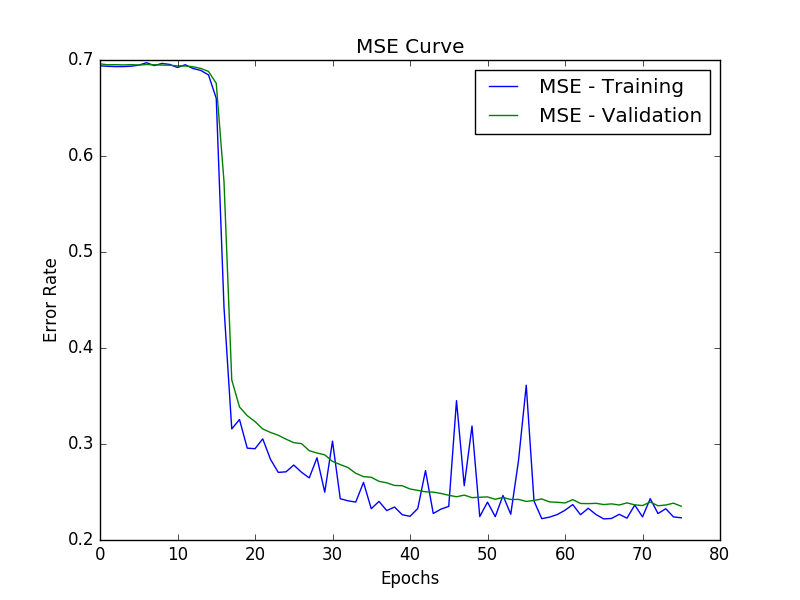 MSE Curve
0.7
0.6
0.5
0.4
0.3
0.2
Error Rate
MSE - Training
MSE - Validation
0 10 20 30 40 50 60 70 80
Epochs